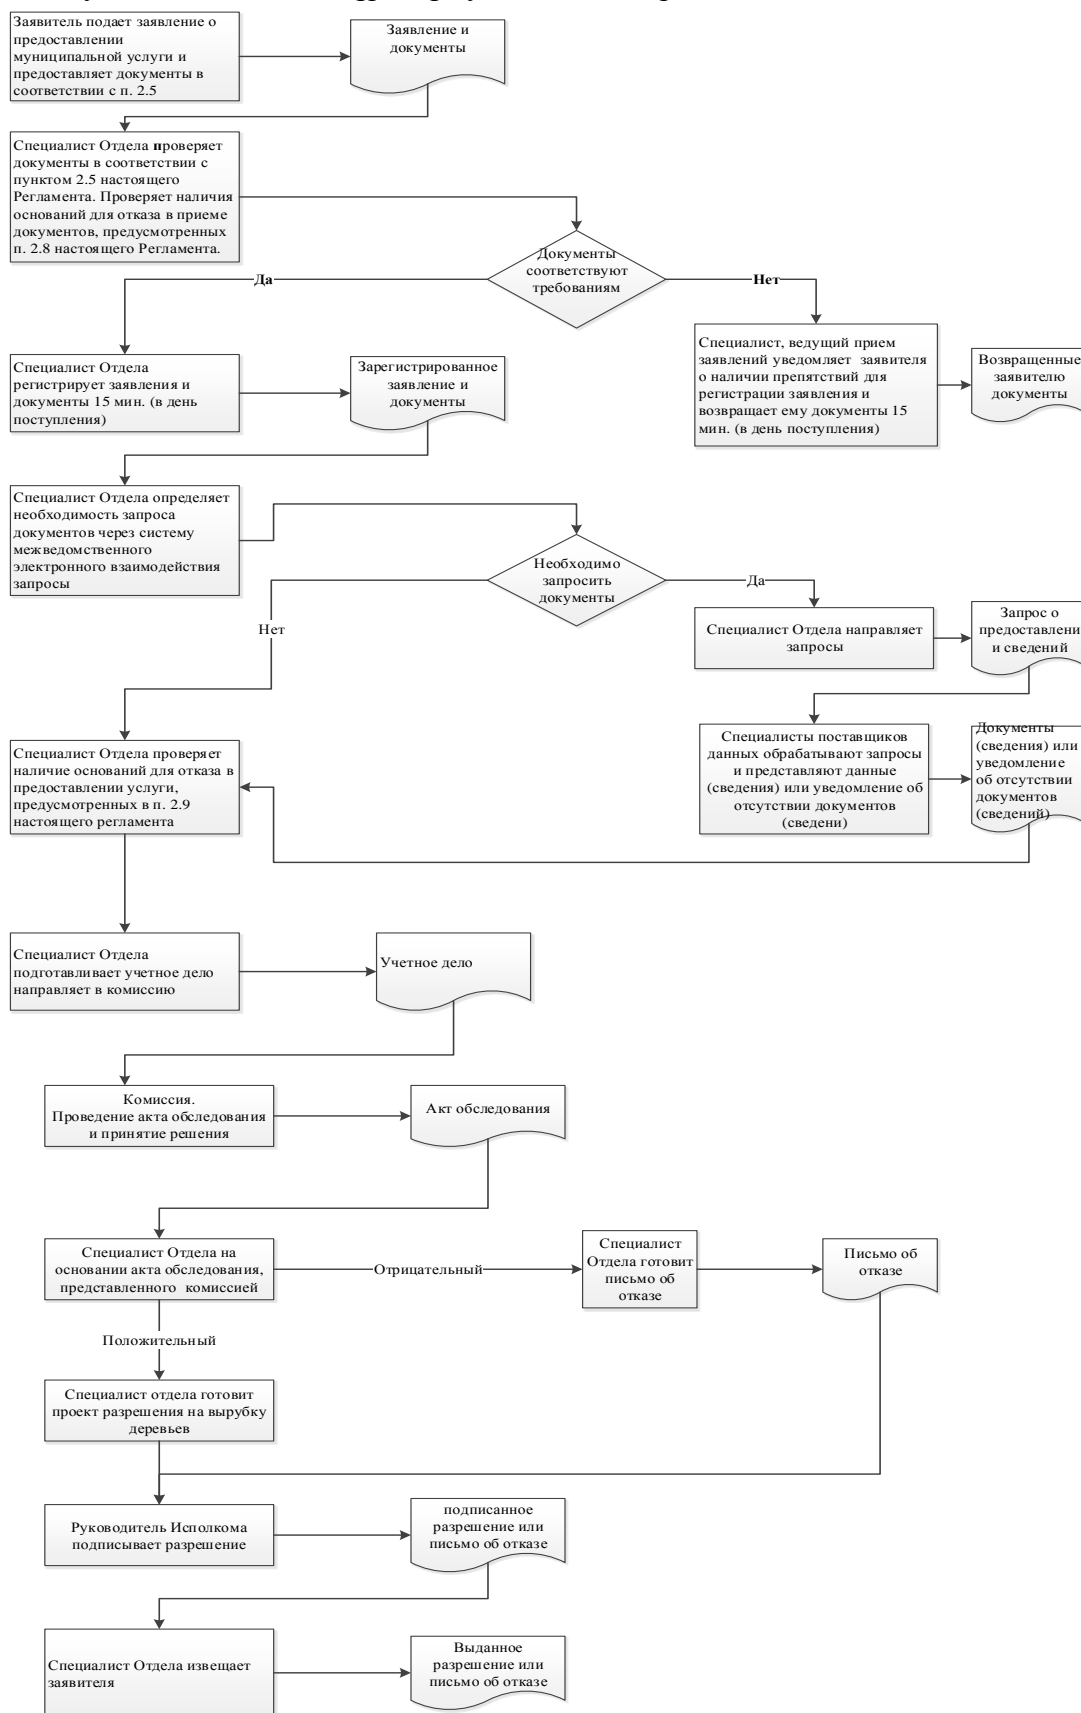 Заявитель подает заявление о
предоставлении
муниципальной услуги и
предоставляет документы в
соответствии с п. 2.5
Заявление и
документы
Специалист Отдела проверяет
документы в соответствии с
пунктом 2.5 настоящего
Регламента. Проверяет наличия
оснований для отказа в приеме
документов, предусмотренных
п. 2.8 настоящего Регламента.
Документы
соответствуют
требованиям
Да
Нет
Специалист Отдела
регистрирует заявления и
документы 15 мин. (в день
поступления)
Зарегистрированное
заявление и
документы
Специалист, ведущий прием
заявлений уведомляет заявителя
о наличии препятствий для
регистрации заявления и
возвращает ему документы 15
мин. (в день поступления)
Возвращенные
заявителю
документы
Специалист Отдела определяет
необходимость запроса
документов через систему
межведомственного
электронного взаимодействия
запросы
Необходимо
запросить
документы
Да
Нет
Специалист Отдела направляет
запросы
Запрос о
предоставлени
и сведений
Специалист Отдела проверяет
наличие оснований для отказа в
предоставлении услуги,
предусмотренных в п. 2.9
настоящего регламента
Специалисты поставщиков
данных обрабатывают запросы
и представляют данные
(сведения) или уведомление об
отсутствии документов
(сведени)
Документы
(сведения) или
уведомление
об отсутствии
документов
(сведений)
Специалист Отдела
подготавливает учетное дело
направляет в комиссию
Учетное дело
Комиссия.
Проведение акта обследования
и принятие решения
Акт обследования
Специалист Отдела на
основании акта обследования,
представленного комиссией
Отрицательный
Специалист
Отдела готовит
письмо об
отказе
Письмо об
отказе
Положительный
Специалист отдела готовит
проект разрешения на вырубку
деревьев
Руководитель Исполкома
подписывает разрешение
подписанное
разрешение или
письмо об отказе
Специалист Отдела извещает
заявителя
Выданное
разрешение или
письмо об отказе